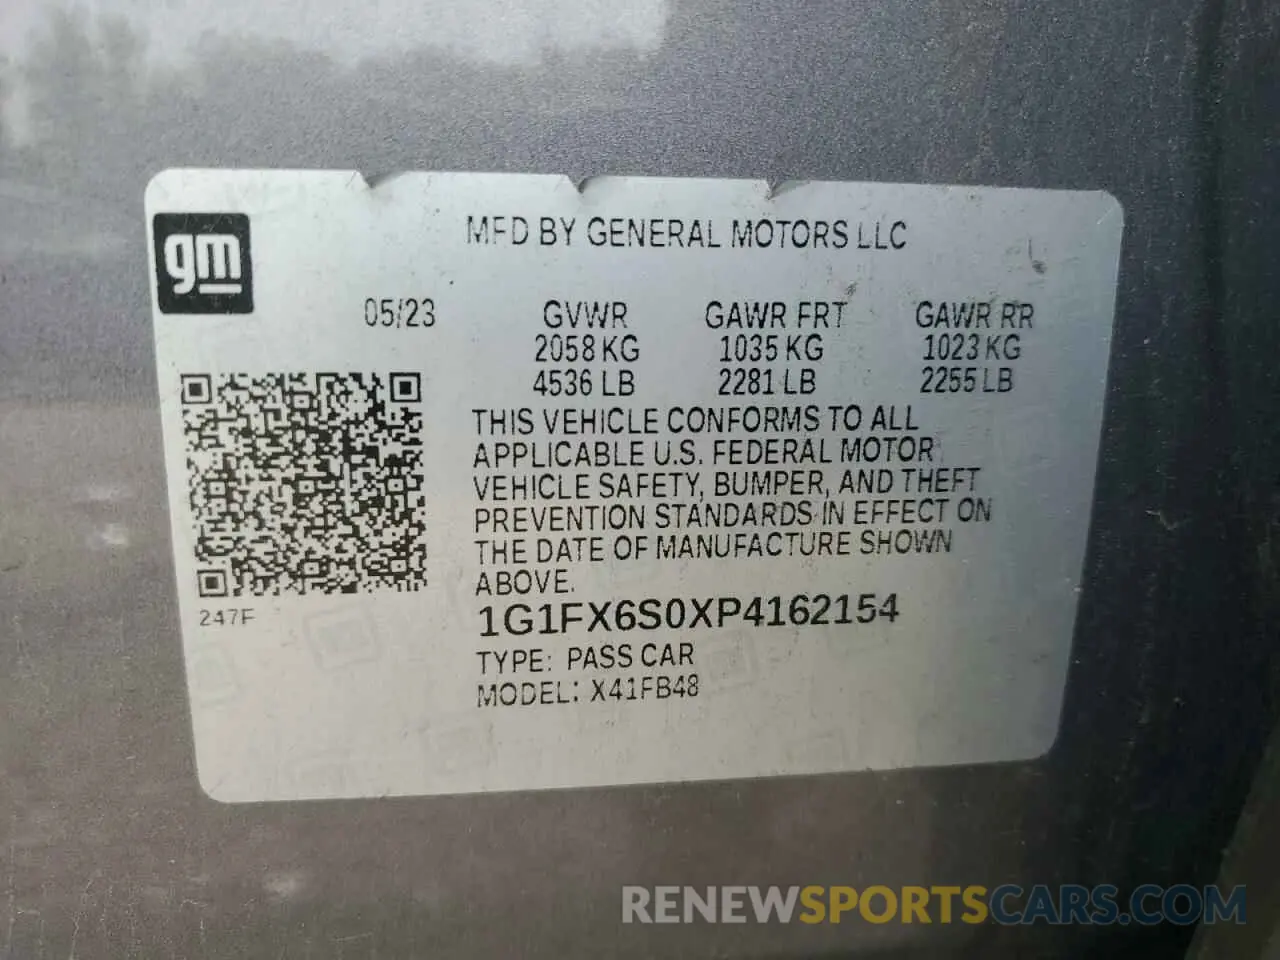 gm
MFD BY GENERAL MOTORS LLC
05/23 GVWR GAWR FRT GAWR RR
2058 KG 1035 KG 1023 KG
4536 LB 2281 LB 2255 LB
THIS VEHICLE CONFORMS TO ALL
APPLICABLE U.S. FEDERAL MOTOR
VEHICLE SAFETY, BUMPER, AND THEFT
PREVENTION STANDARDS IN EFFECT ON
THE DATE OF MANUFACTURE SHOWN
ABOVE.
247F
1G1FX6S0XP4162154
TYPE: PASS CAR
MODEL: X41FB48
RENEWSPORTSCARS.COM